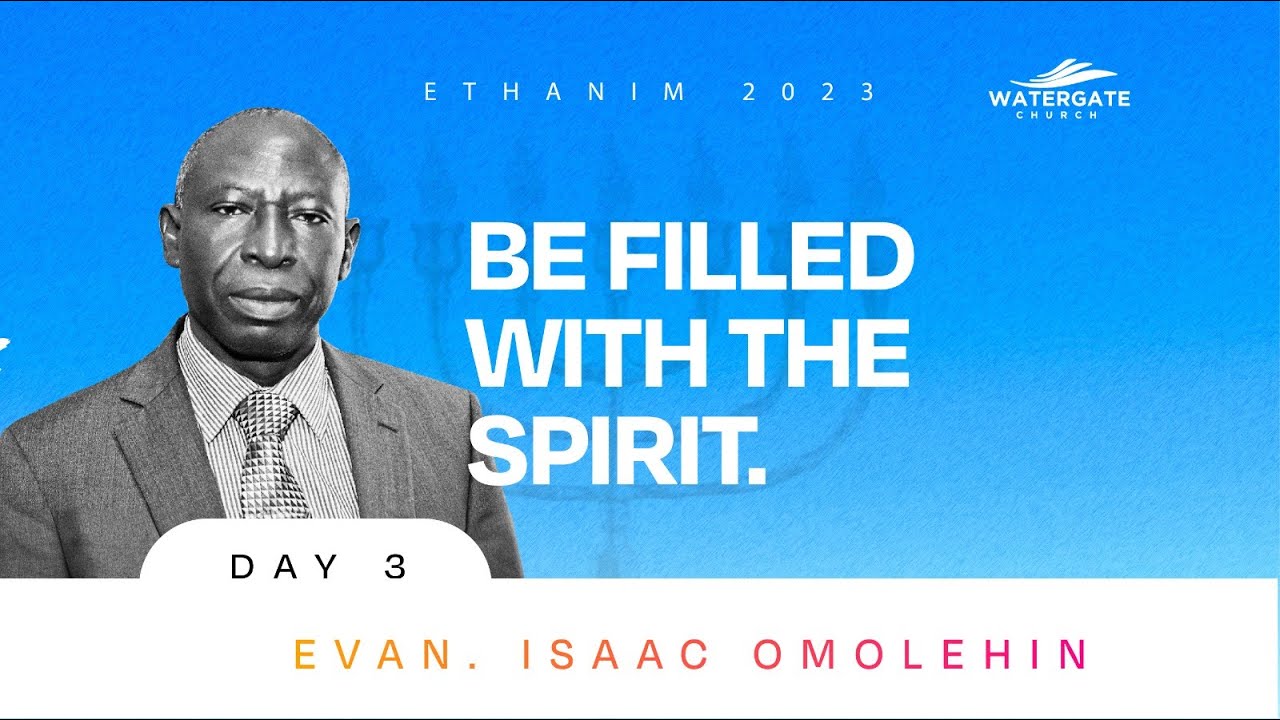 ETHANIM 2023
WATERGATE
CHURCH
BE FILLED
WITH THE
SPIRIT.
DAY 3
EVAN. ISAAC OMOLEHIN